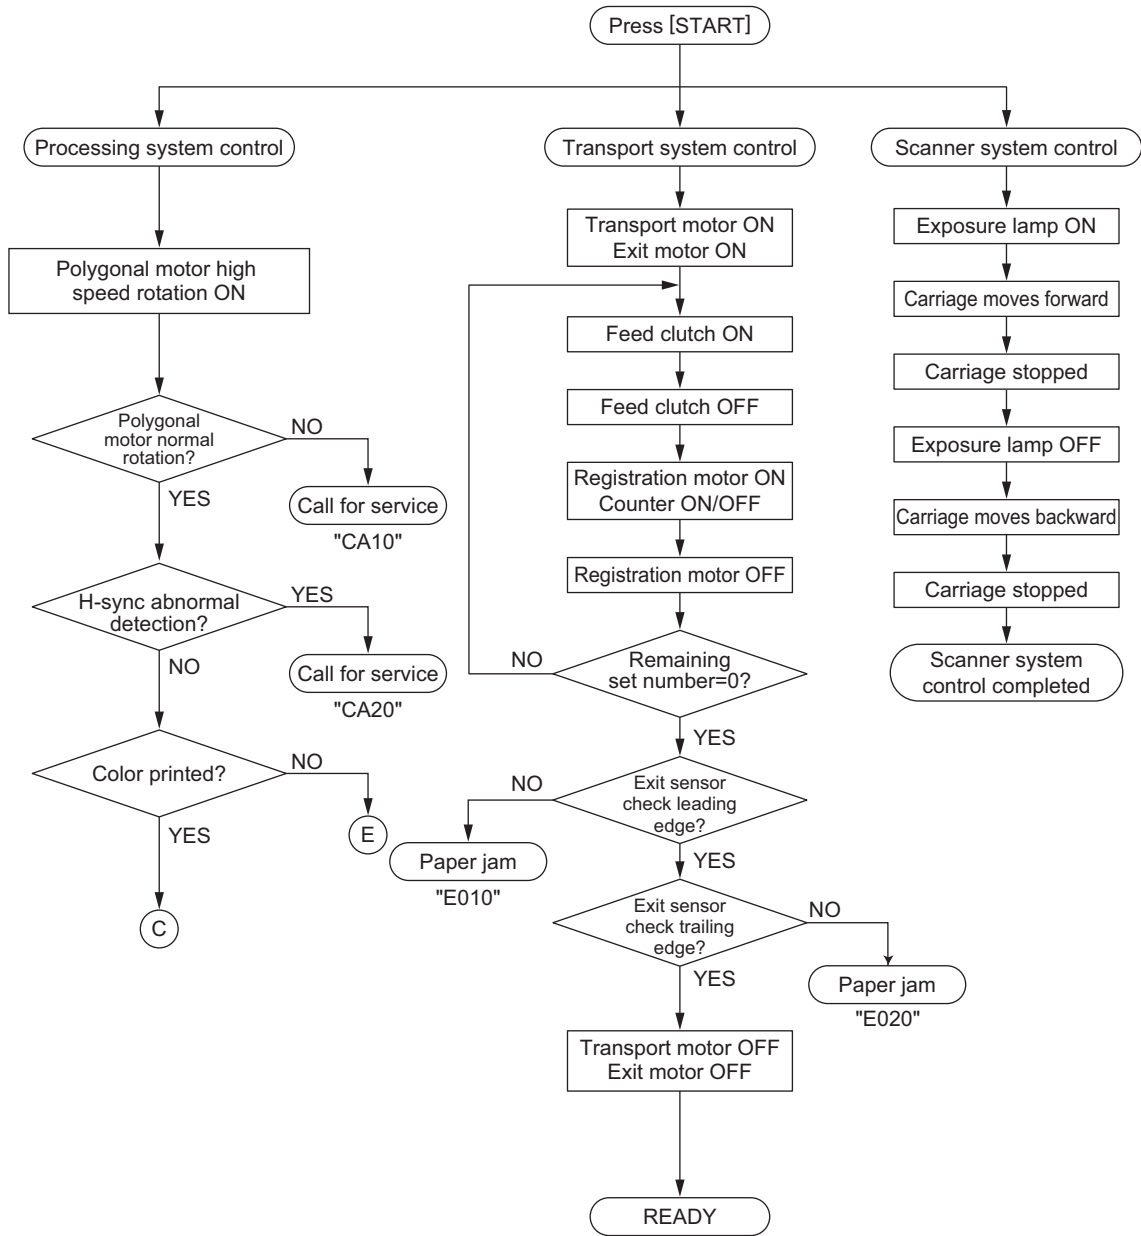 Press [START]
Processing system control
Transport system control
Scanner system control
Polygonal motor high
speed rotation ON
Polygonal
motor normal
rotation?
NO
YES
Call for service
"CA10"
H-sync abnormal
detection?
YES
NO
Call for service
"CA20"
Color printed?
NO
YES
E
C
Transport motor ON
Exit motor ON
Feed clutch ON
Feed clutch OFF
Registration motor ON
Counter ON/OFF
Registration motor OFF
Remaining
set number=0?
NO
YES
Exit sensor
check leading
edge?
NO
YES
Paper jam
"E010"
Exit sensor
check trailing
edge?
NO
YES
Paper jam
"E020"
Transport motor OFF
Exit motor OFF
READY
Exposure lamp ON
Carriage moves forward
Carriage stopped
Exposure lamp OFF
Carriage moves backward
Carriage stopped
Scanner system
control completed